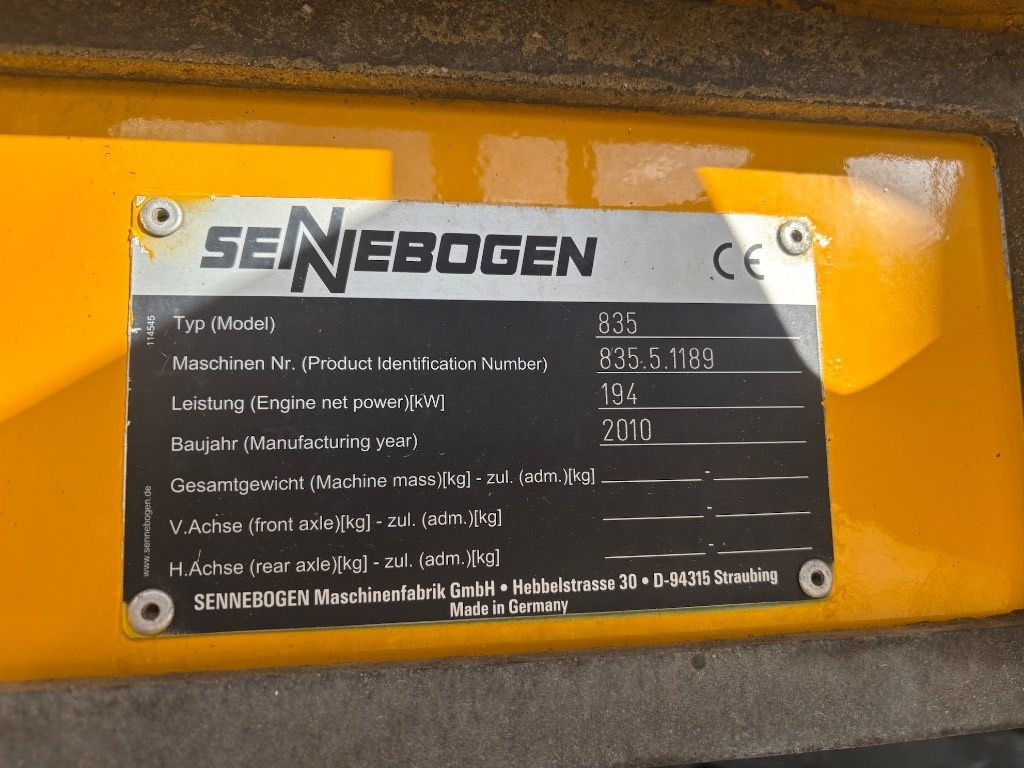 SENNEBOGEN CE
114545
Typ (Model) 835
Maschinen Nr. (Product Identification Number) 835.5.1189
Leistung (Engine net power)[kW] 194
Baujahr (Manufacturing year) 2010
Gesamtgewicht (Machine mass)[kg] - zul. (adm.)[kg] -
V.Achse (front axle)[kg] - zul. (adm.)[kg] -
H.Achse (rear axle)[kg] - zul. (adm.)[kg] -
www.sennebogen.de
SENNEBOGEN Maschinenfabrik GmbH • Hebbelstrasse 30 • D-94315 Straubing
Made in Germany